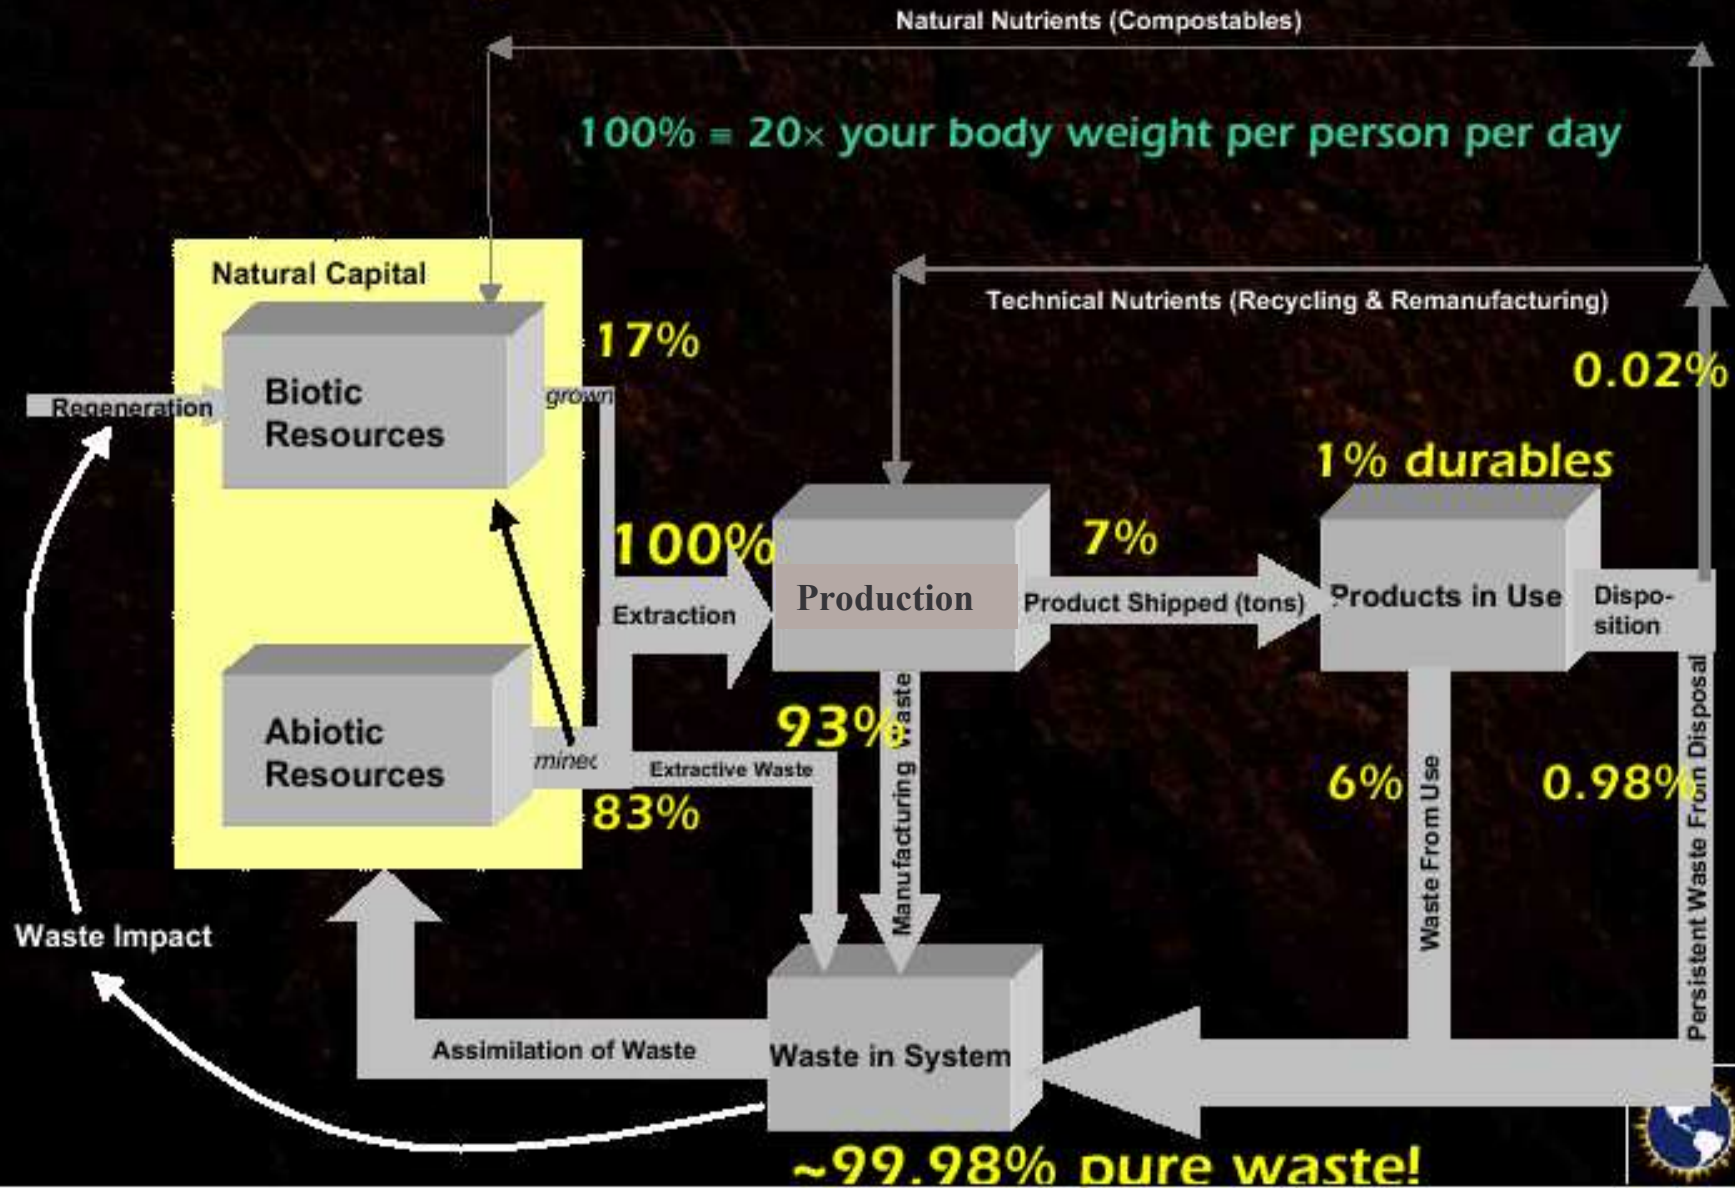 Natural Nutrients (Compostables)
100% ≡ 20× your body weight per person per day
Natural Capital
Technical Nutrients (Recycling & Remanufacturing)
17%
0.02%
Biotic
Resources
Regeneration
grown
1% durables
100%
7%
Extraction
Production
Product Shipped (tons)
Products in Use
Dispo-
sition
Abiotic
Resources
mined
93%
Extractive Waste
83%
Manufacturing Waste
6%
Waste From Use
0.98%
Persistent Waste From Disposal
Waste Impact
Assimilation of Waste
Waste in System
~99.98% pure waste!